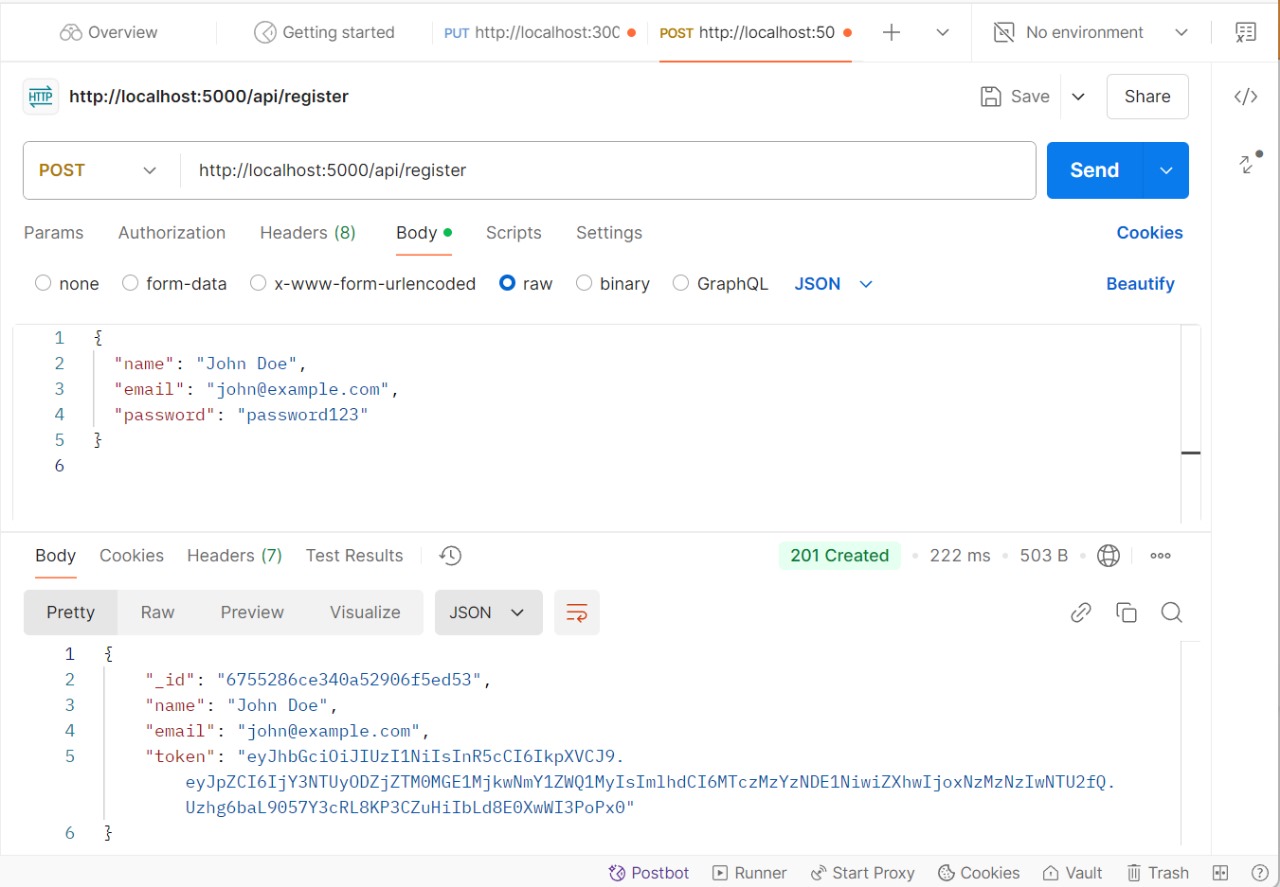 Overview Getting started PUT http://localhost:30C POST http://localhost:50 No environment
HTTP http://localhost:5000/api/register Save Share
POST http://localhost:5000/api/register Send
Params Authorization Headers (8) Body Scripts Settings Cookies
none form-data x-www-form-urlencoded raw binary GraphQL JSON Beautify
1 {
2 "name": "John Doe",
3 "email": "john@example.com",
4 "password": "password123"
5 }
6
Body Cookies Headers (7) Test Results 201 Created 222 ms 503 B
Pretty Raw Preview Visualize JSON
1 {
2 "_id": "6755286ce340a52906f5ed53",
3 "name": "John Doe",
4 "email": "john@example.com",
5 "token": "eyJhbGciOiJIUzI1NiIsInR5cCI6IkpXVCJ9.
eyJpZCI6IjY3NTUyODZjZTM0MGE1MjkwNmY1ZWQ1MyIsImlhdCI6MTczMzYzNDE1NiwiZXhwIjoxNzMzNzIwNTU2fQ.
Uzhg6baL9057Y3cRL8KP3CZuHiIbLd8E0XwWI3PoPx0"
6 }
Postbot Runner Start Proxy Cookies Vault Trash